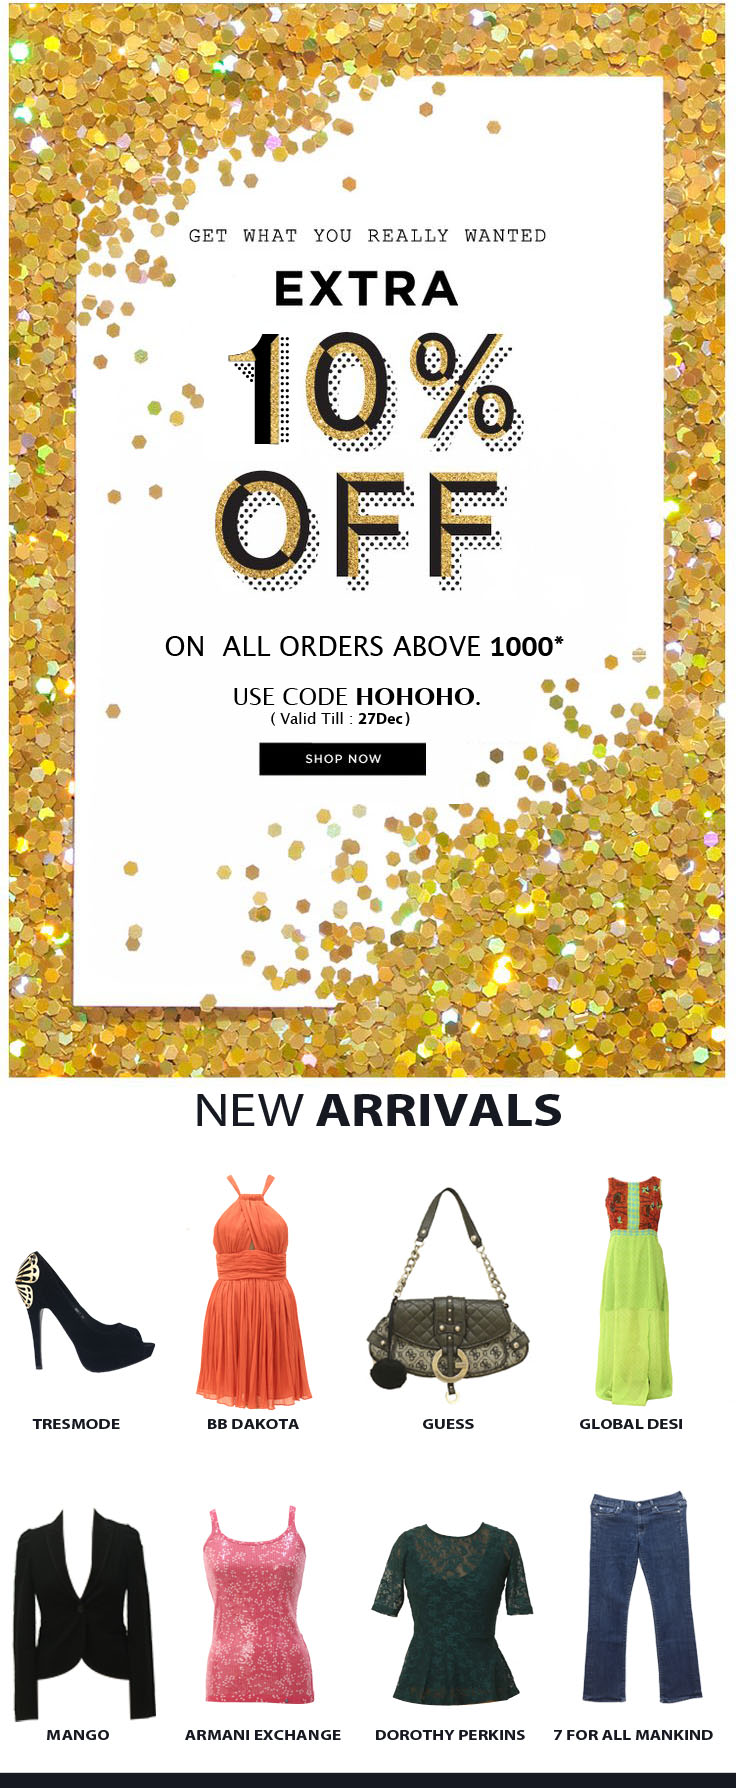 GET WHAT YOU REALLY WANTED
EXTRA
10%
OFF
ON ALL ORDERS ABOVE 1000*
USE CODE HOHOHO.
( Valid Till : 27Dec )
SHOP NOW
NEW ARRIVALS
TRESMODE BB DAKOTA GUESS GLOBAL DESI
MANGO ARMANI EXCHANGE DOROTHY PERKINS 7 FOR ALL MANKIND